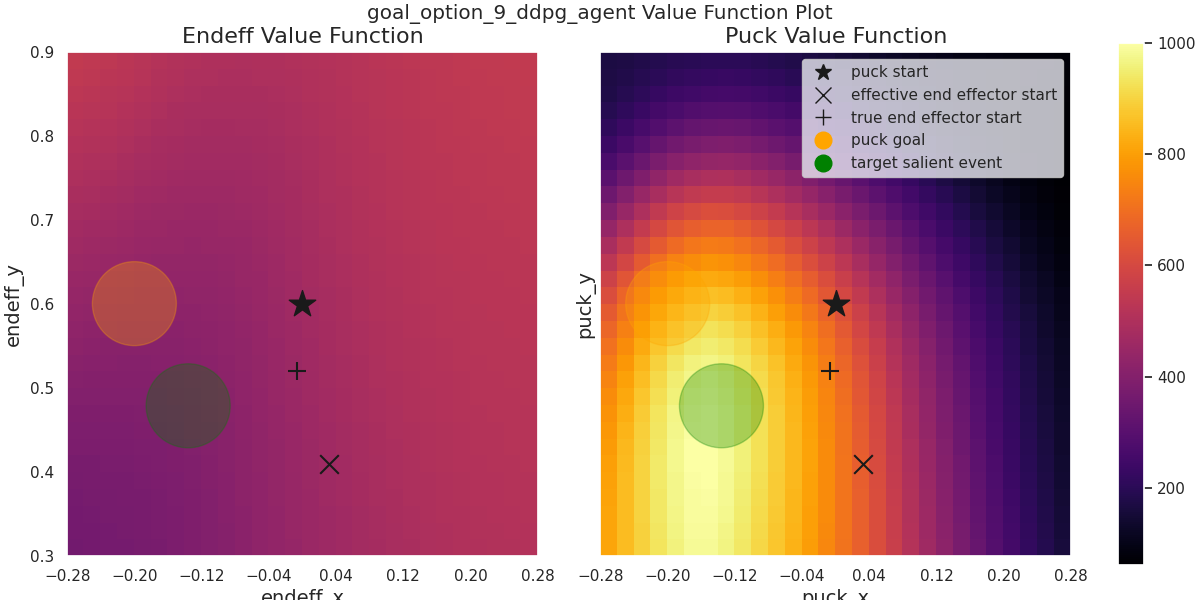 goal_option_9_ddpg_agent Value Function Plot
Endeff Value Function
Puck Value Function
endeff_y
0.9
0.8
0.7
0.6
0.5
0.4
0.3
−0.28 −0.20 −0.12 −0.04 0.04 0.12 0.20 0.28
endeff_x
puck_y
puck start
effective end effector start
true end effector start
puck goal
target salient event
−0.28 −0.20 −0.12 −0.04 0.04 0.12 0.20 0.28
puck_x
1000
800
600
400
200